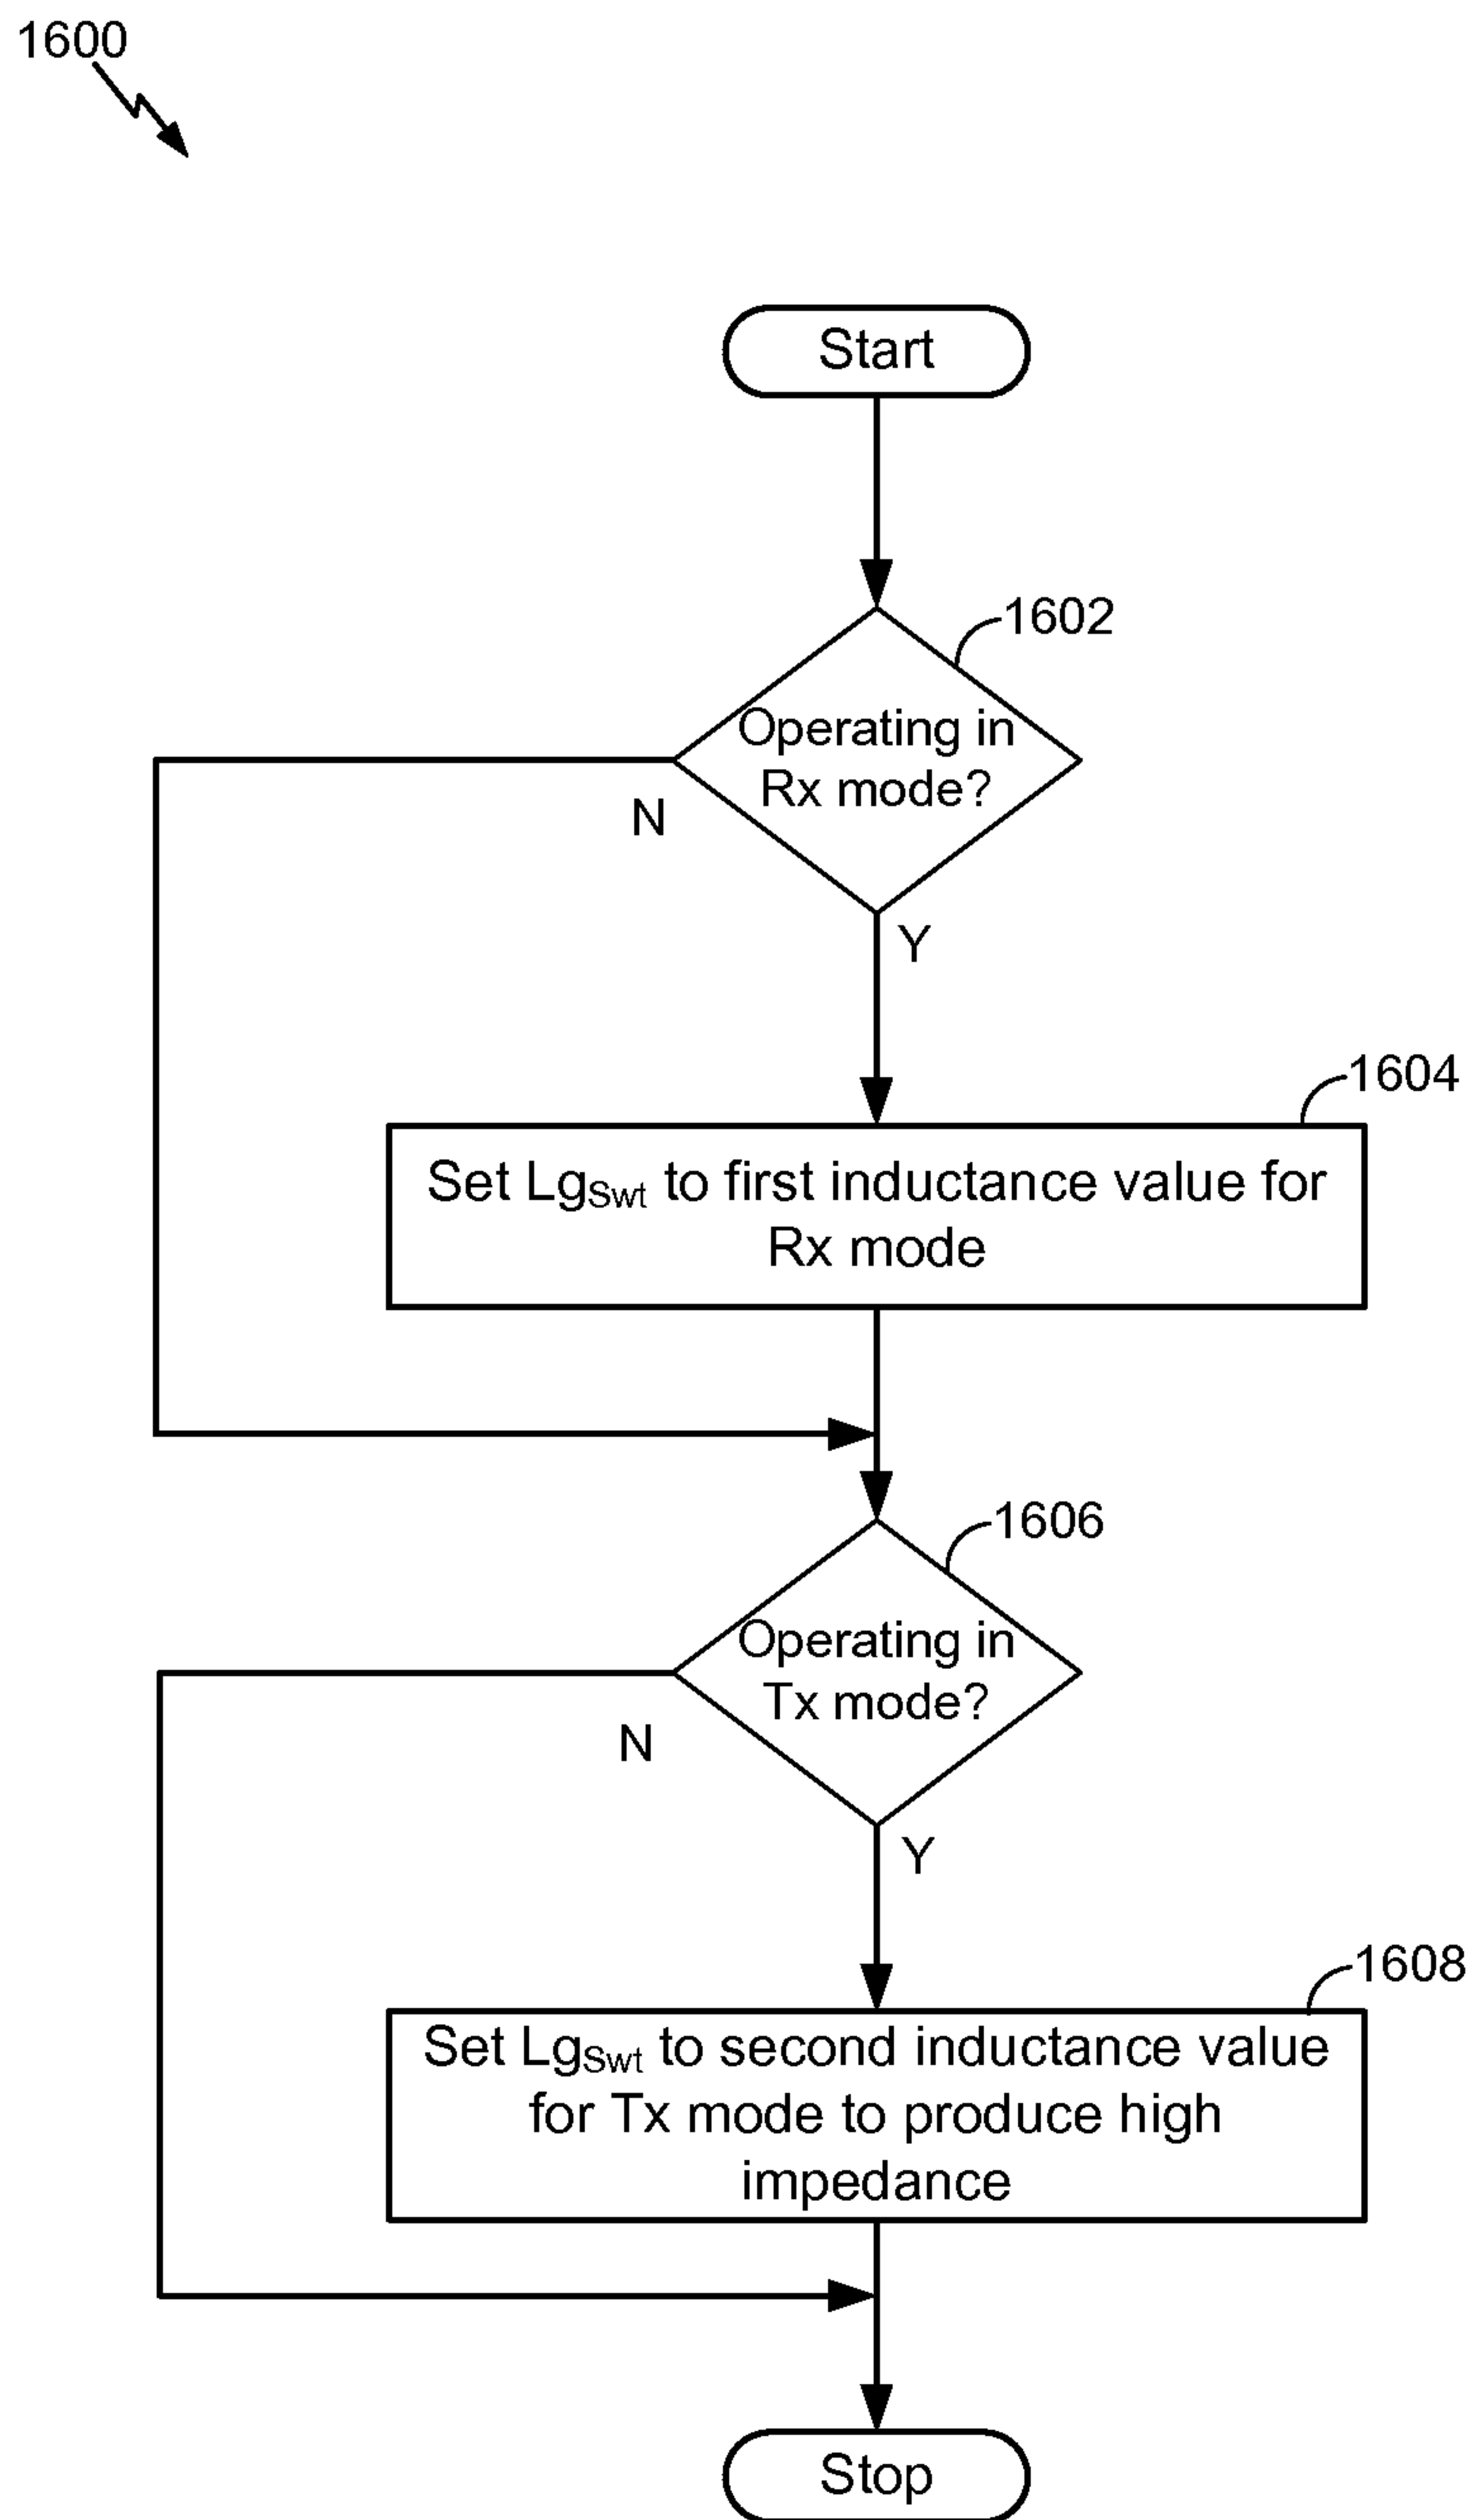 1600
Start
1602
Operating in
Rx mode?
N
Y
1604
Set LgSwt to first inductance value for
Rx mode
1606
Operating in
Tx mode?
N
Y
1608
Set LgSwt to second inductance value
for Tx mode to produce high
impedance
Stop